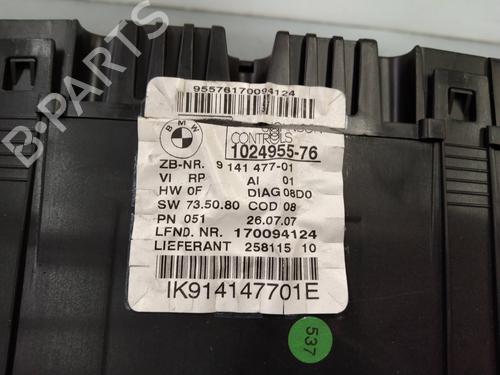 95576170094124
BMW
CONTROLS
1024955-76
ZB-NR. 9 141 477-01
VI RP AI 01
HW 0F DIAG 08D0
SW 73.50.80 COD 08
PN 051 26.07.07
LFND. NR. 170094124
LIEFERANT 258115 10
IK914147701E
537
B-PARTS